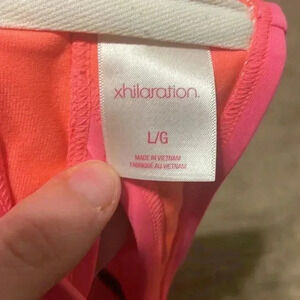 xhilaration.
L/G
MADE IN VIETNAM
FABRIQUÉ AU VIETNAM